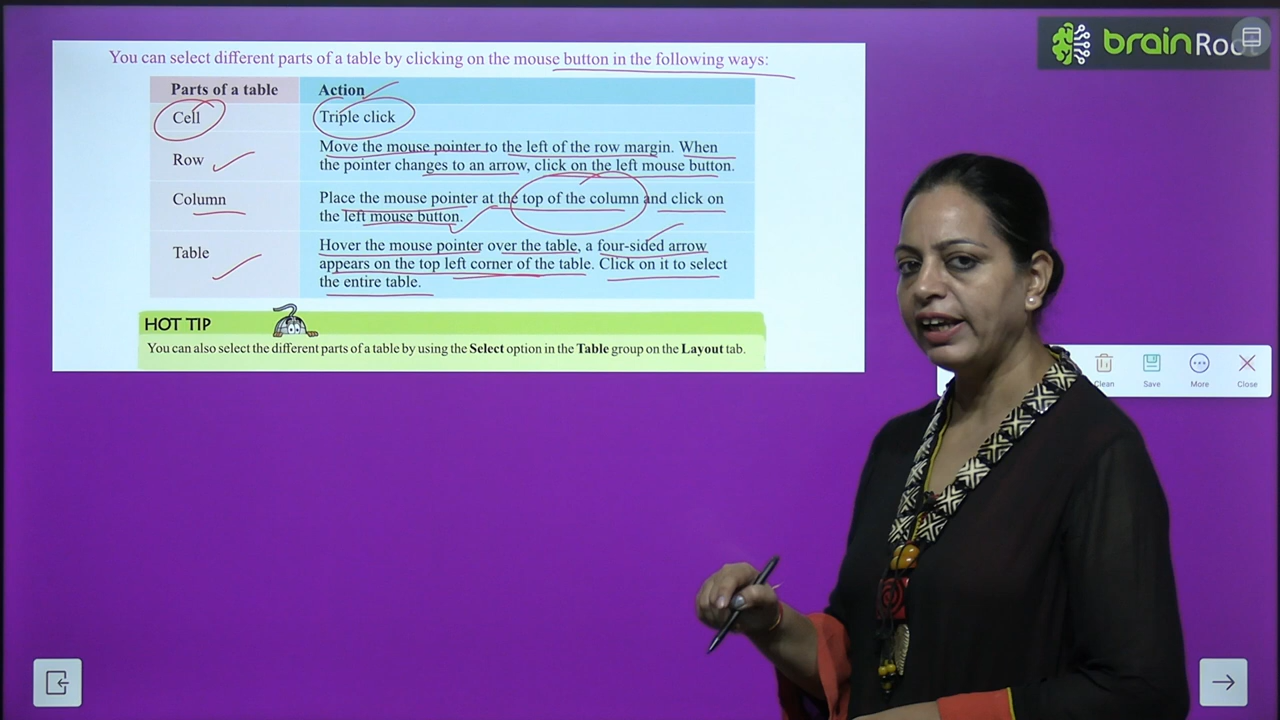 brainRoot
You can select different parts of a table by clicking on the mouse button in the following ways:
Parts of a table Action
Cell Triple click
Row Move the mouse pointer to the left of the row margin. When
the pointer changes to an arrow, click on the left mouse button.
Column Place the mouse pointer at the top of the column and click on
the left mouse button.
Table Hover the mouse pointer over the table, a four-sided arrow
appears on the top left corner of the table. Click on it to select
the entire table.
HOT TIP
You can also select the different parts of a table by using the Select option in the Table group on the Layout tab.
Clean Save More Close